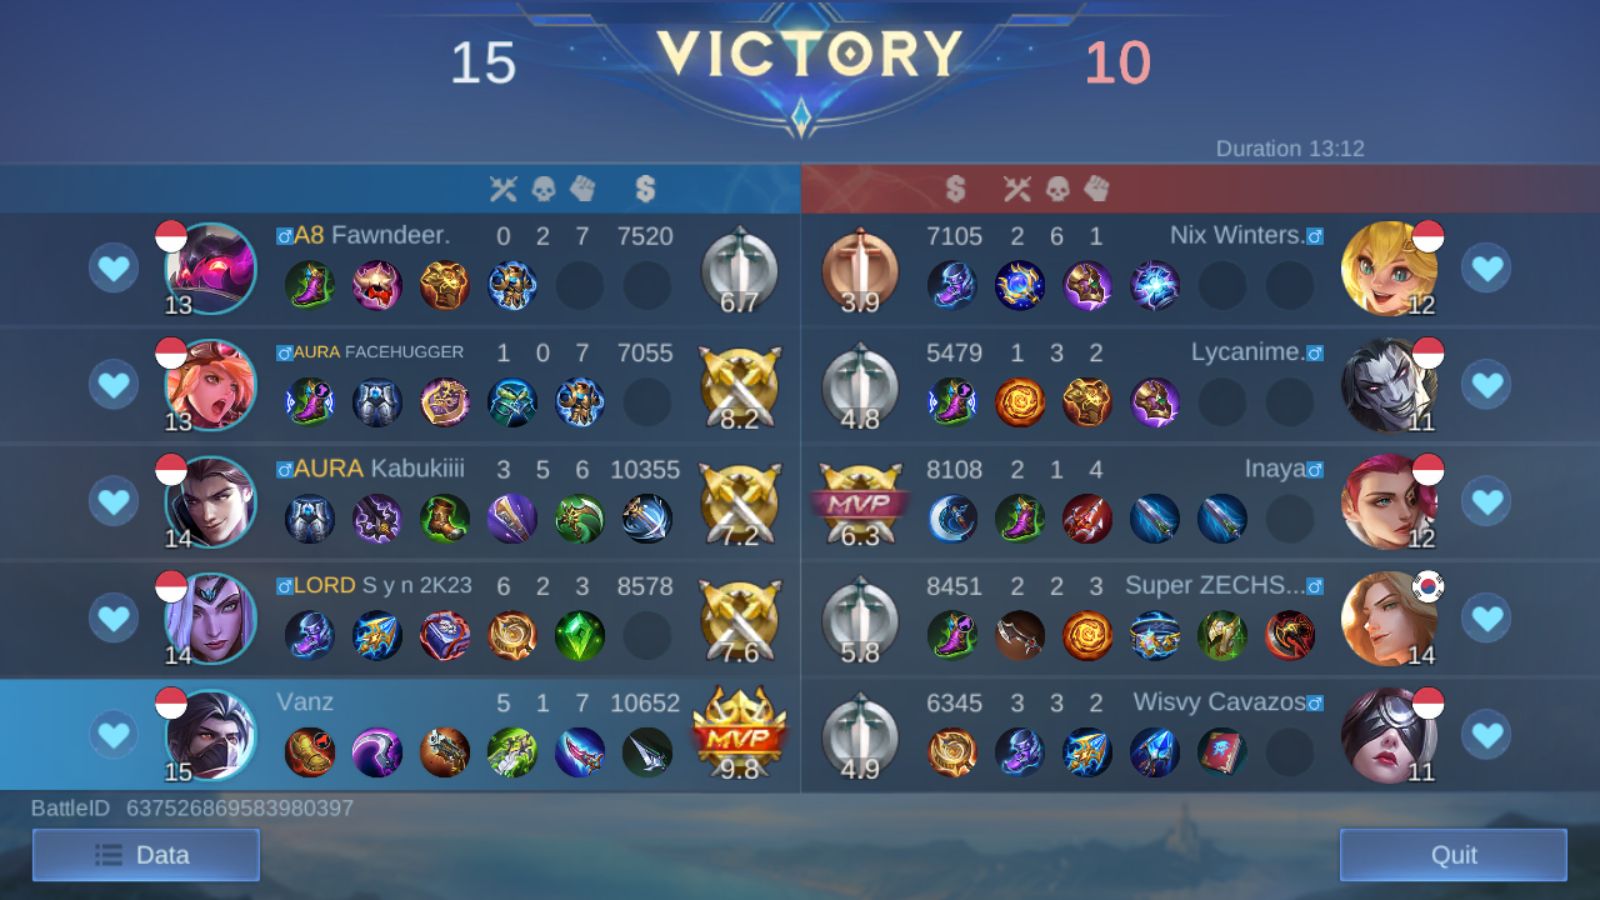 15 VICTORY 10
Duration 13:12
A8 Fawndeer. 0 2 7 7520
13 6.7
7105 2 6 1 Nix Winters.
3.9 12
AURA FACEHUGGER 1 0 7 7055
13 8.2
5479 1 3 2 Lycanime.
4.8 11
AURA Kabukiiii 3 5 6 10355
14 7.2
8108 2 1 4 Inaya
MVP
6.3 12
LORD S y n 2K23 6 2 3 8578
14 7.6
8451 2 2 3 Super ZECHS...
5.8 14
Vanz 5 1 7 10652
MVP
15 9.8
6345 3 3 2 Wisvy Cavazos
4.9 11
BattleID 637526869583980397
Data
Quit